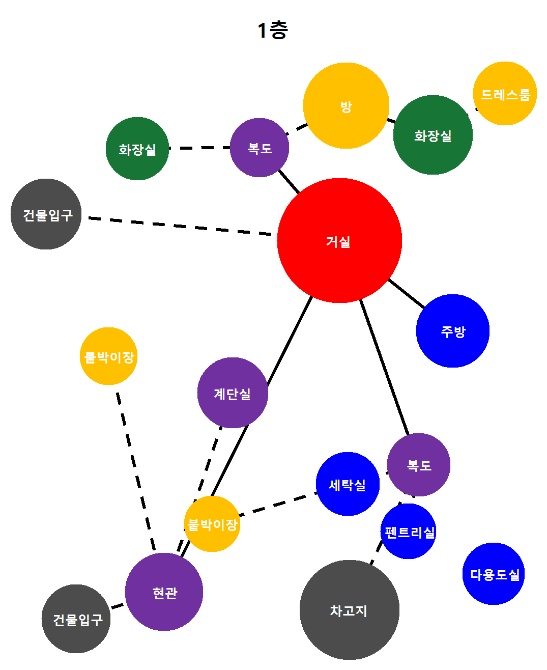 1층
드레스룸
방
화장실
복도
화장실
건물입구
거실
주방
붙박이장
계단실
복도
세탁실
붙박이장
펜트리실
다용도실
현관
차고지
건물입구